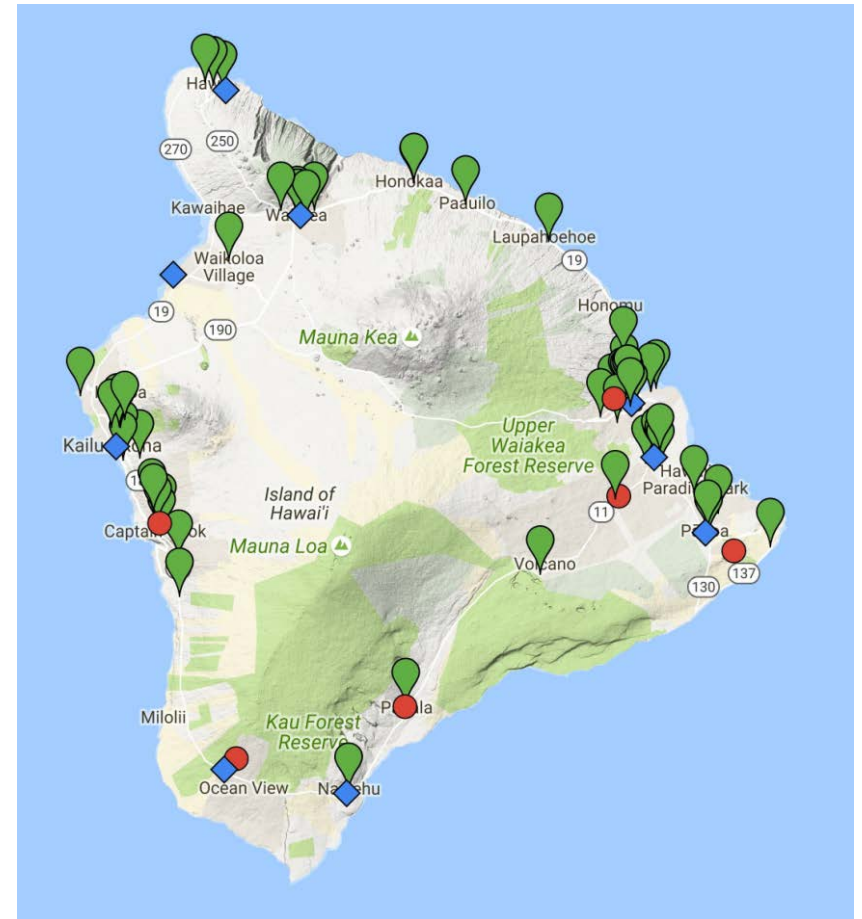 250
270
Honokaa
Paauilo
Kawaihae
Laupahoehoe
Waikoloa
Village
19
Honomu
19
190
Mauna Kea
Upper
Waiakea
Forest Reserve
Island of
Hawai'i
11
Mauna Loa
Volcano
137
130
Milolii
Kau Forest
Reserve
Ocean View